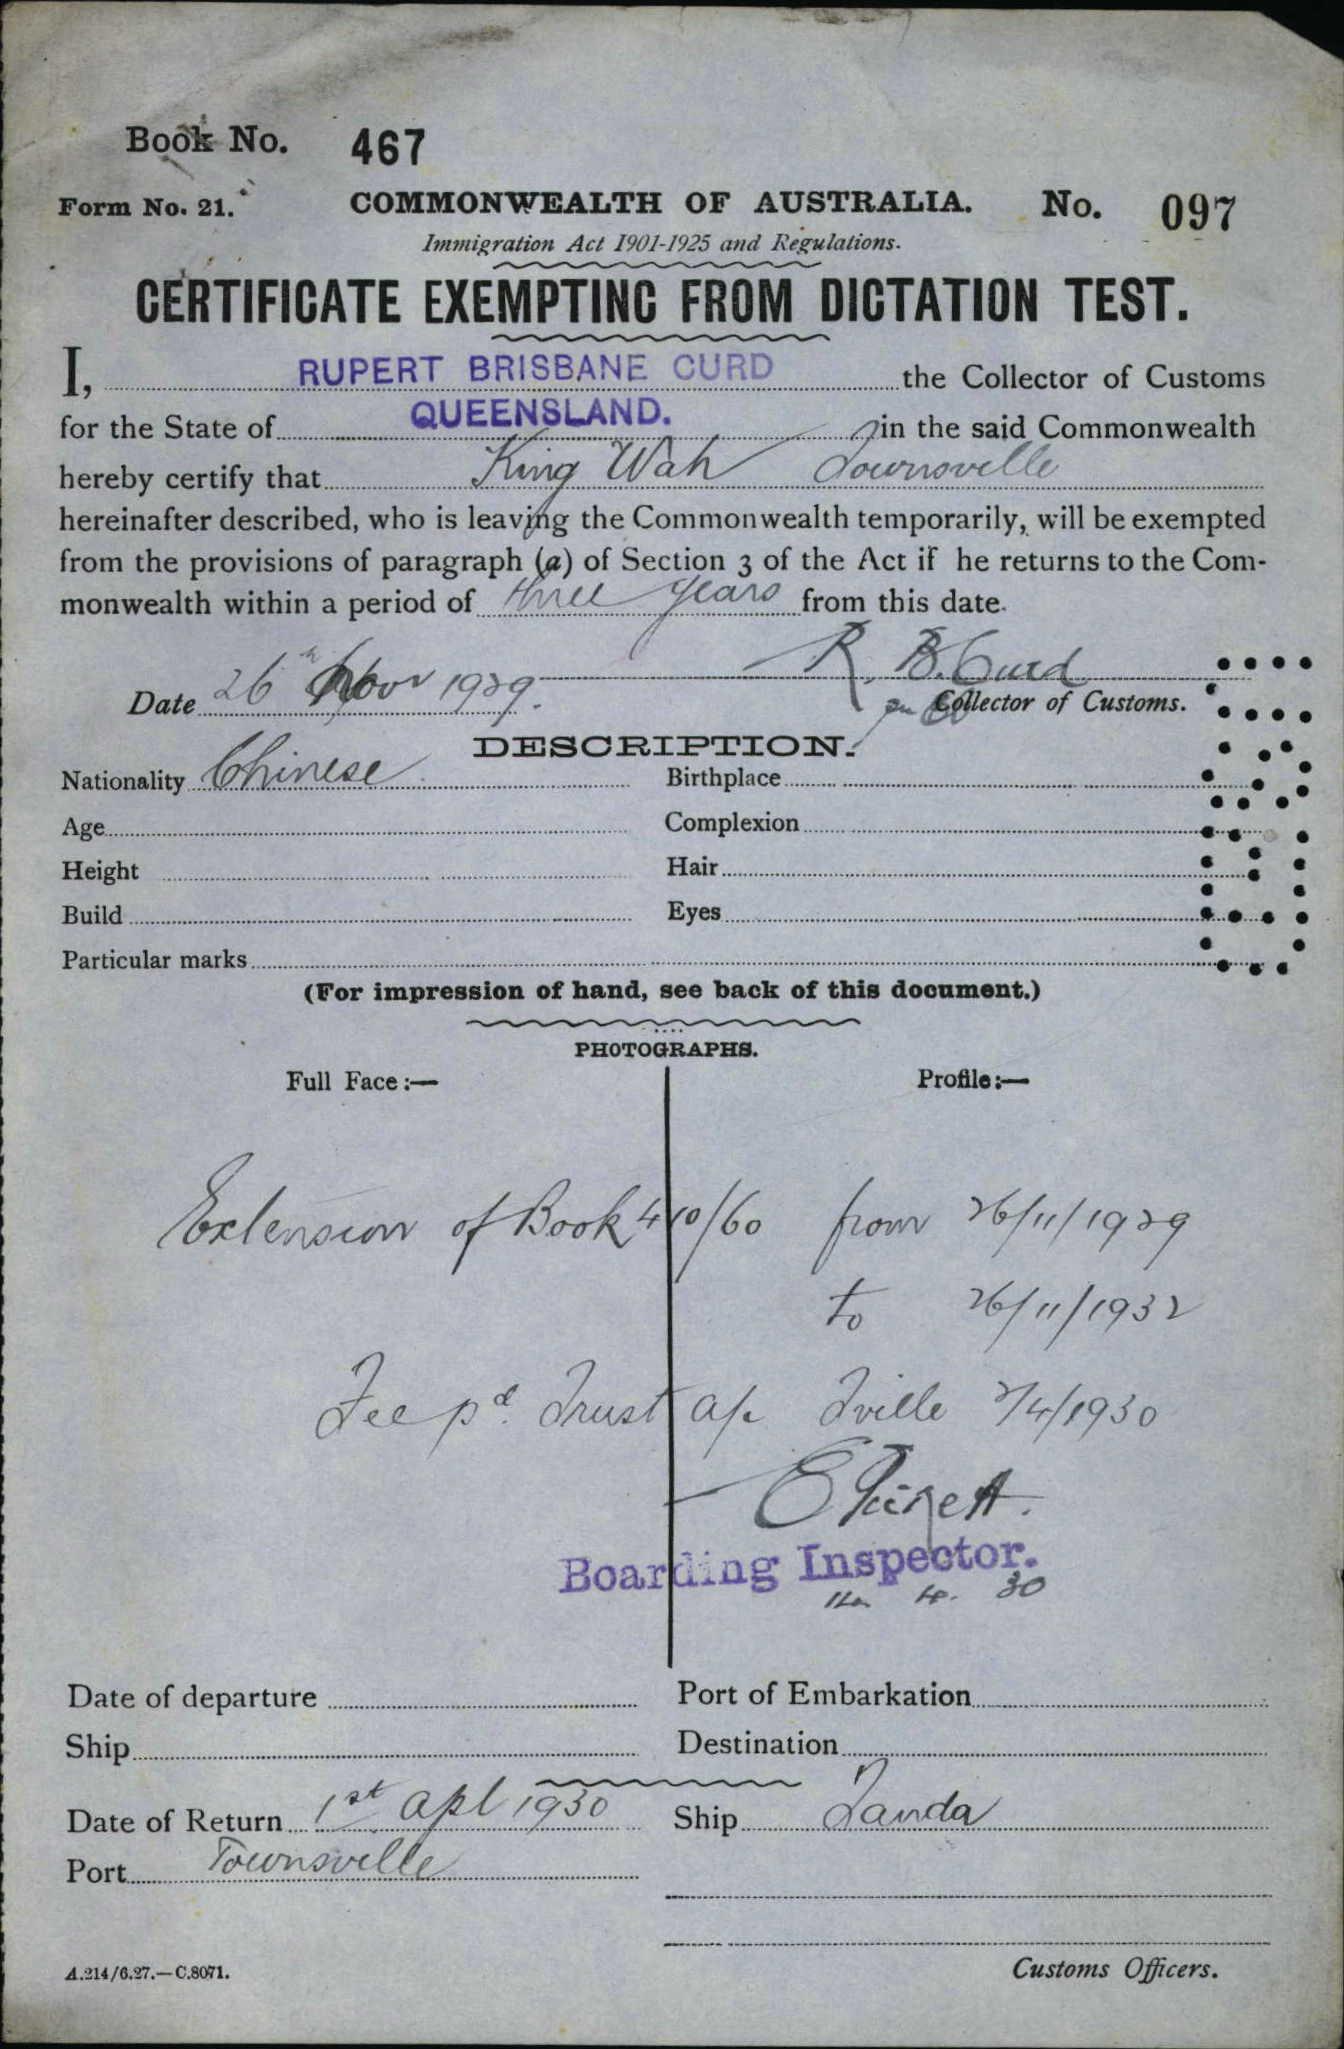 Book No. 467
Form No. 21. COMMONWEALTH OF AUSTRALIA. No. 097
Immigration Act 1901-1925 and Regulations.
CERTIFICATE EXEMPTING FROM DICTATION TEST.
I, RUPERT BRISBANE CURD the Collector of Customs
for the State of QUEENSLAND. in the said Commonwealth
hereby certify that King Wah Townsville
hereinafter described, who is leaving the Commonwealth temporarily, will be exempted
from the provisions of paragraph (a) of Section 3 of the Act if he returns to the Com-
monwealth within a period of three years from this date.
Date 26th Nov 1929. R. B. Curd
Collector of Customs.
DESCRIPTION.
Nationality Chinese Birthplace
Age Complexion
Height Hair
Build Eyes
Particular marks
(For impression of hand, see back of this document.)
PHOTOGRAPHS.
Full Face:— Profile:—
Extension of Book 410/60 from 26/11/1929
to 26/11/1932
Fee pd. Trust a/c Tville 2/4/1930
Boarding Inspector.
4. 30
Date of departure Port of Embarkation
Ship Destination
Date of Return 1st Apl 1930 Ship Tanda
Port Townsville
A.214/6.27.—C.8071. Customs Officers.